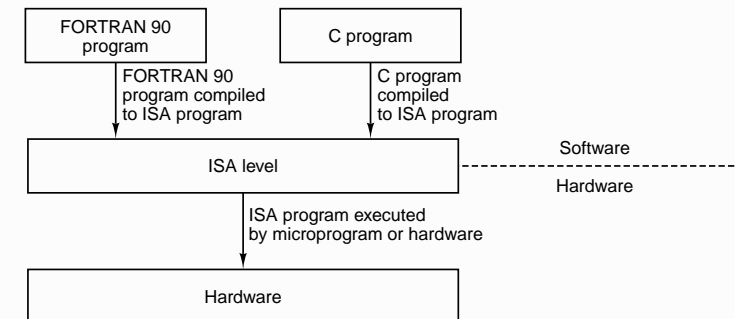 FORTRAN 90
program
C program
FORTRAN 90
program compiled
to ISA program
C program
compiled
to ISA program
ISA level
Software
Hardware
ISA program executed
by microprogram or hardware
Hardware